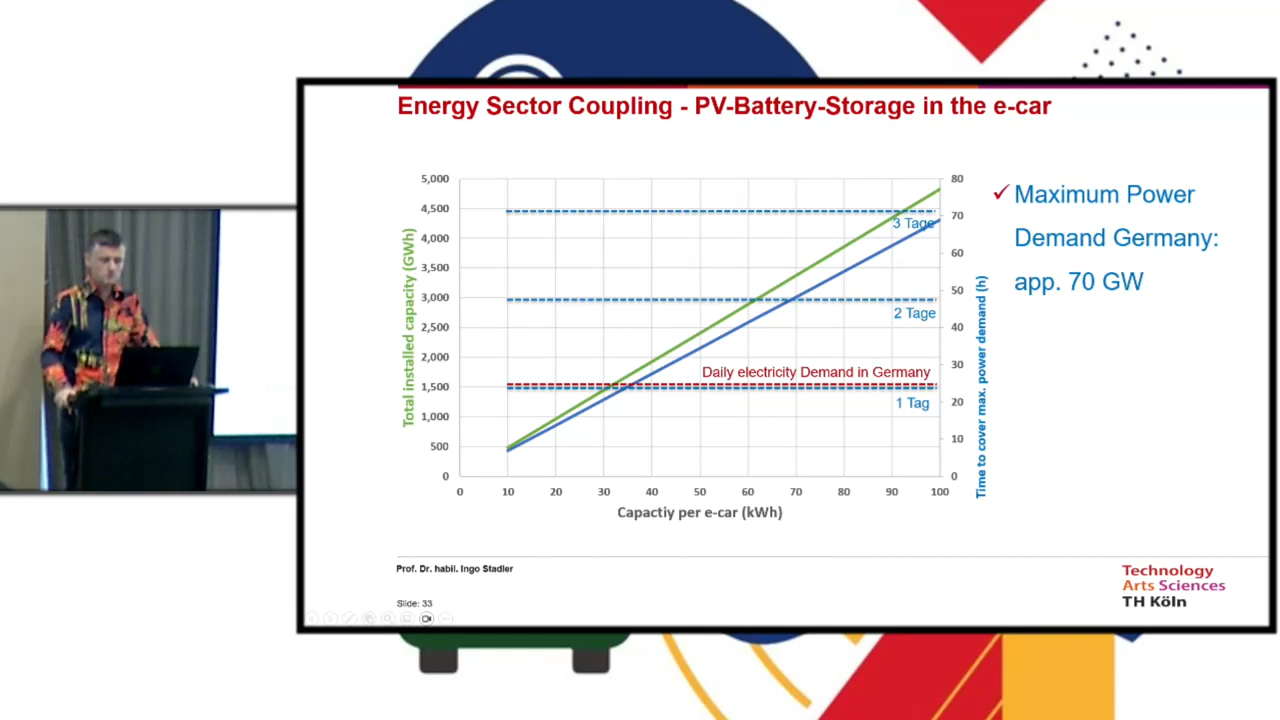 Energy Sector Coupling - PV-Battery-Storage in the e-car
5,000
4,500
4,000
3,500
3,000
2,500
2,000
1,500
1,000
500
0
Total installed capacity (GWh)
0 10 20 30 40 50 60 70 80 90 100
Capactiy per e-car (kWh)
80
70
60
50
40
30
20
10
0
Time to cover max. power demand (h)
3 Tage
2 Tage
Daily electricity Demand in Germany
1 Tag
✓ Maximum Power
Demand Germany:
app. 70 GW
Prof. Dr. habil. Ingo Stadler
Slide: 33
Technology
Arts Sciences
TH Köln